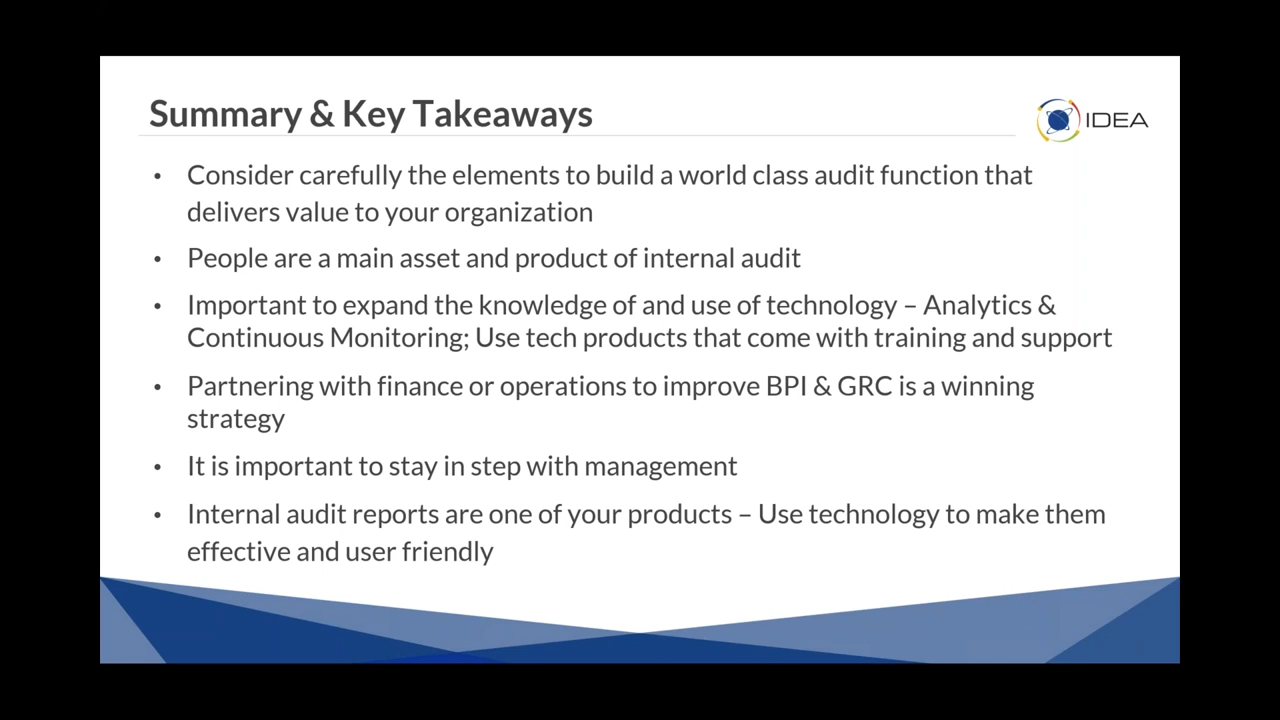 Summary & Key Takeaways
IDEA
• Consider carefully the elements to build a world class audit function that
delivers value to your organization
• People are a main asset and product of internal audit
• Important to expand the knowledge of and use of technology – Analytics &
Continuous Monitoring; Use tech products that come with training and support
• Partnering with finance or operations to improve BPI & GRC is a winning
strategy
• It is important to stay in step with management
• Internal audit reports are one of your products – Use technology to make them
effective and user friendly